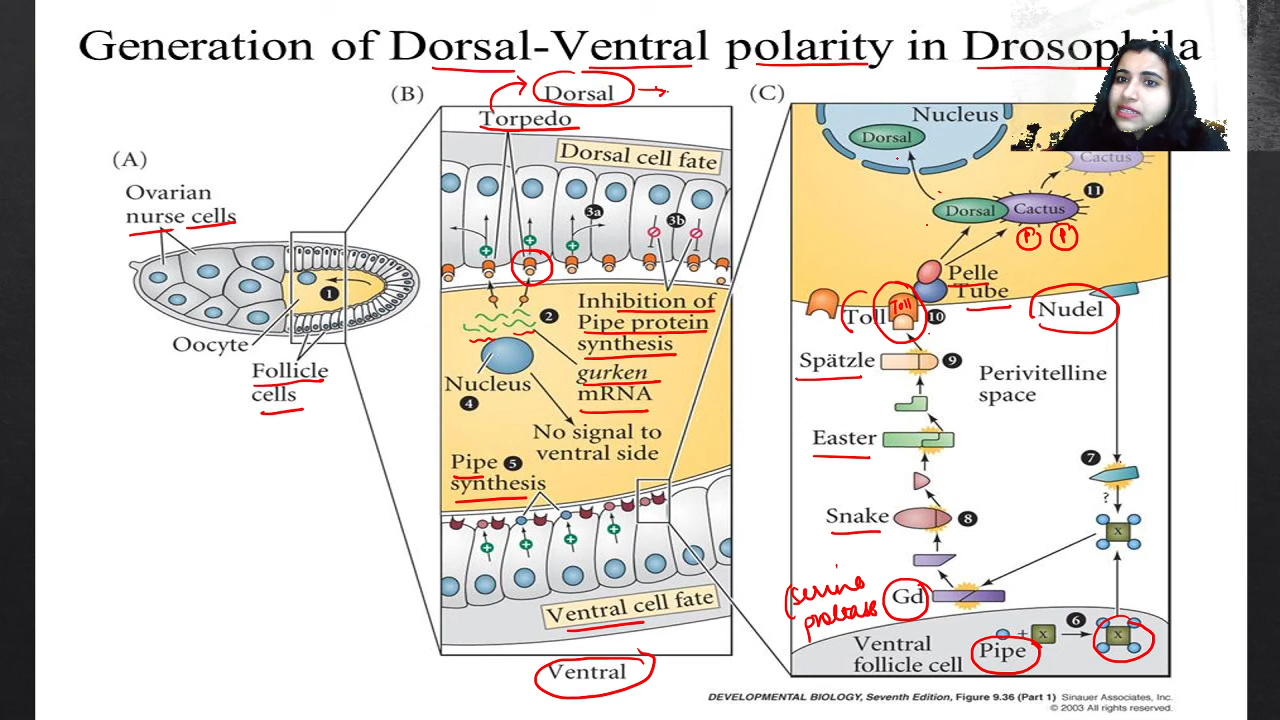 Generation of Dorsal-Ventral polarity in Drosophila
(A)
Ovarian
nurse cells
1
Oocyte
Follicle
cells
(B)
Dorsal
Torpedo
Dorsal cell fate
3a
3b
+
+
+
2
Inhibition of
Pipe protein
synthesis
gurken
mRNA
Nucleus
4
No signal to
ventral side
Pipe 5
synthesis
+
+
+
Ventral cell fate
Ventral
(C)
Nucleus
Dorsal
Cactus
11
Dorsal
Cactus
P
P
Pelle
Tube
Toll
Toll
10
Nudel
Spätzle
9
Perivitelline
space
Easter
7
?
Snake
8
x
serine
protease
Gd
6
Ventral
follicle cell
Pipe
+
x
x
DEVELOPMENTAL BIOLOGY, Seventh Edition, Figure 9.36 (Part 1) Sinauer Associates, Inc.
© 2003 All rights reserved.